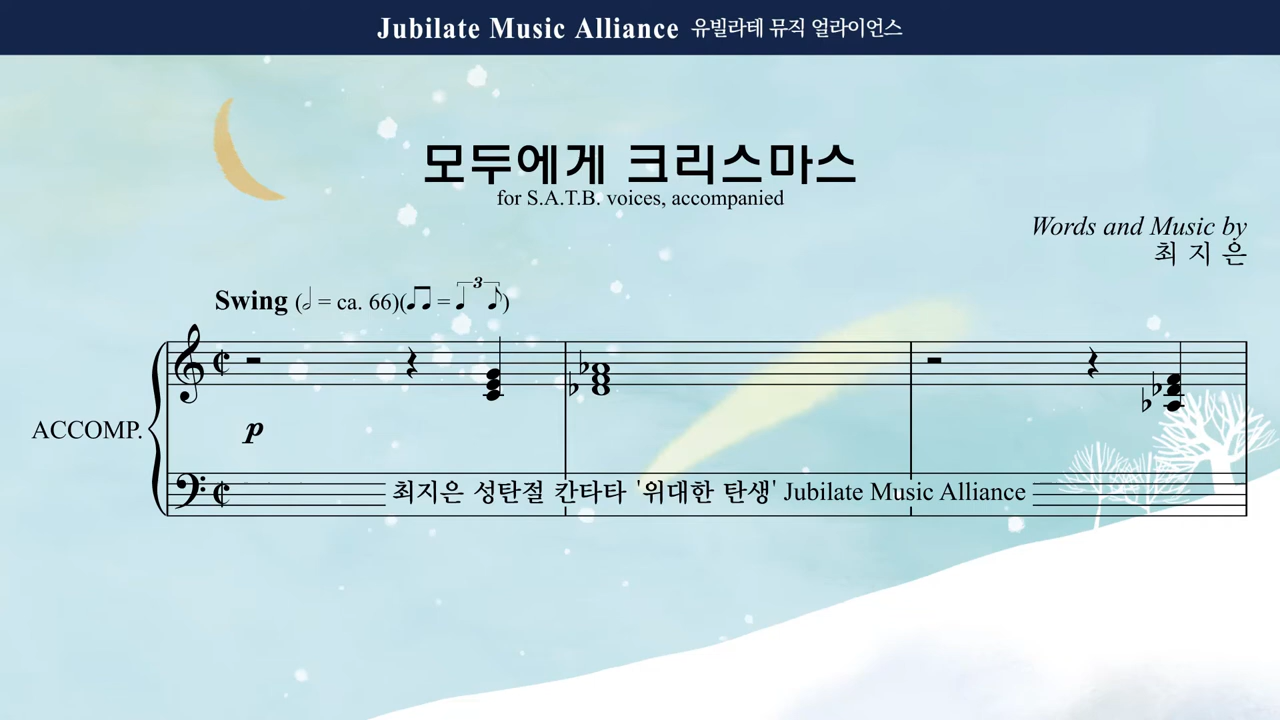 Jubilate Music Alliance 유빌라테 뮤직 얼라이언스
모두에게 크리스마스
for S.A.T.B. voices, accompanied
Words and Music by
최 지 은
Swing (𝅗𝅥 = ca. 66)(♫ = ♩ ♪) 3
ACCOMP.
p
최지은 성탄절 칸타타 '위대한 탄생' Jubilate Music Alliance